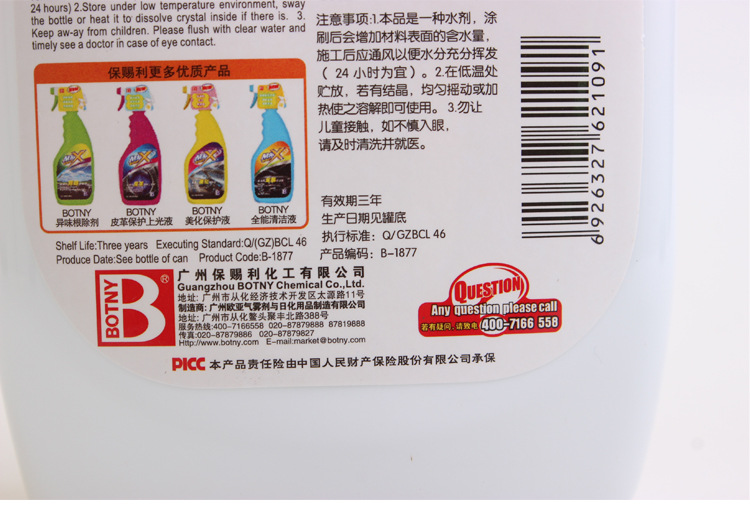 24 hours) 2.Store under low temperature environment, sway
the bottle or heat it to dissolve crystal inside if there is. 3.
Keep aw-ay from children. Please flush with clear water and
timely see a doctor in case of eye contact.
保赐利更多优质产品
BOTNY
异味根除剂
BOTNY
皮革保护上光液
BOTNY
美化保护液
BOTNY
全能清洁液
Shelf Life:Three years Executing Standard:Q/(GZ)BCL 46
Produce Date:See bottle of can Product Code:B-1877
注意事项:1.本品是一种水剂，涂
刷后会增加材料表面的含水量，
施工后应通风以便水分充分挥发
（ 24 小时为宜）。2.在低温处
贮放，若有结晶，均匀摇动或加
热使之溶解即可使用。 3.勿让
儿童接触，如不慎入眼，
请及时清洗并就医。
有效期三年
生产日期见罐底
执行标准：Q/GZBCL 46
产品编码：B-1877
6926327621091
BOTNY
B
®
广州保赐利化工有限公司
Guangzhou BOTNY Chemical Co.,Ltd.
地址: 广州市从化经济技术开发区太源路11号
制造商: 广州欧亚气雾剂与日化用品制造有限公司
地址: 广州市从化鳌头聚丰北路388号
服务热线:400-7166558 020-87879888 87819888
传真:020-87879886 020-87879827
Http://www.botny.com E-mail:market@botny.com
QUESTION
Any question please call
若有疑问，请致电 400-7166 558
PICC 本产品责任险由中国人民财产保险股份有限公司承保